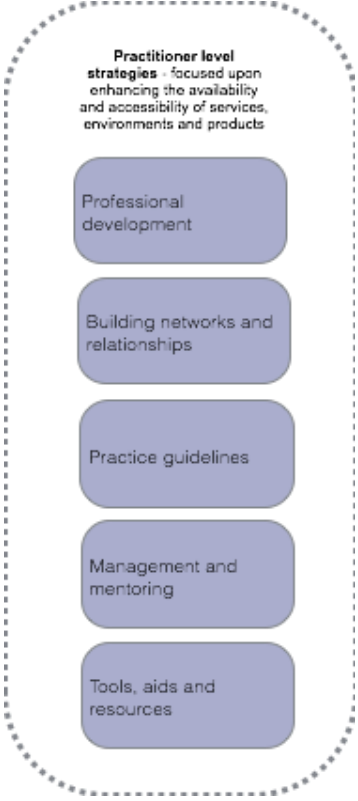 Practitioner level
strategies - focused upon
enhancing the availability
and accessibility of services,
environments and products
Professional
development
Building networks and
relationships
Practice guidelines
Management and
mentoring
Tools, aids and
resources